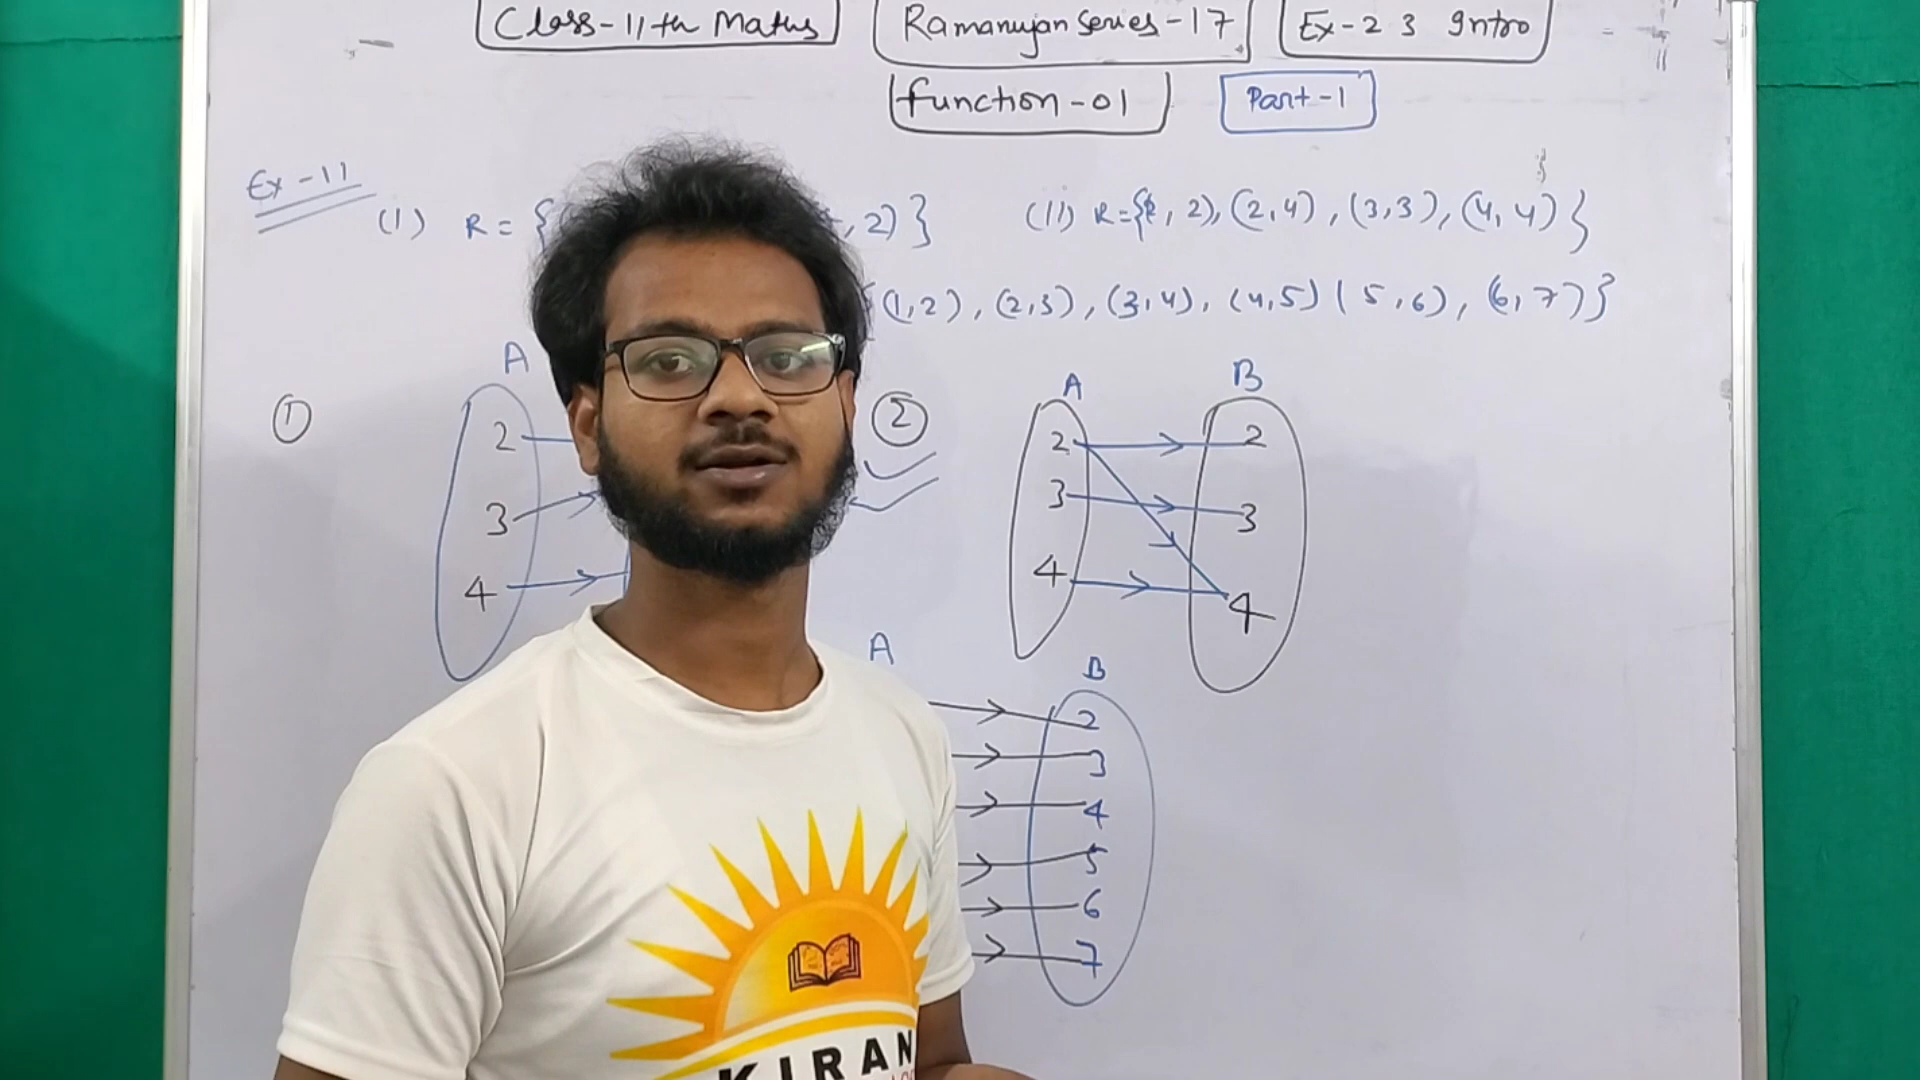 Class-11th Maths Ramanujan Series-17 Ex-2 3 Intro
function-01 Part-1
Ex-11
(I) R = { , 2)} (II) R={2, 2), (2,4), (3,3), (4,4)}
(1,2), (2,3), (3,4), (4,5) (5,6), (6,7)}
A A B
1 2 2 2 2
3 3 3
4 4 4
A B
2
3
4
5
6
7
KIRAN